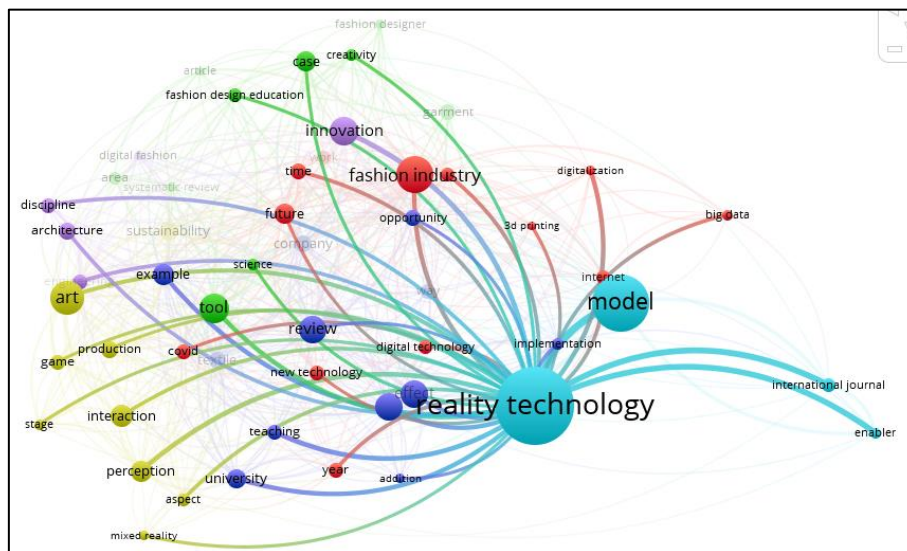 fashion designer
case
creativity
article
fashion design education
garment
innovation
digital fashion
work
time
fashion industry
digitalization
area
systematic review
discipline
future
opportunity
big data
architecture
sustainability
company
3d printing
science
example
internet
way
art
tool
model
review
production
covid
digital technology
implementation
game
textile
new technology
effect
international journal
reality technology
stage
interaction
teaching
enabler
perception
university
year
addition
aspect
mixed reality